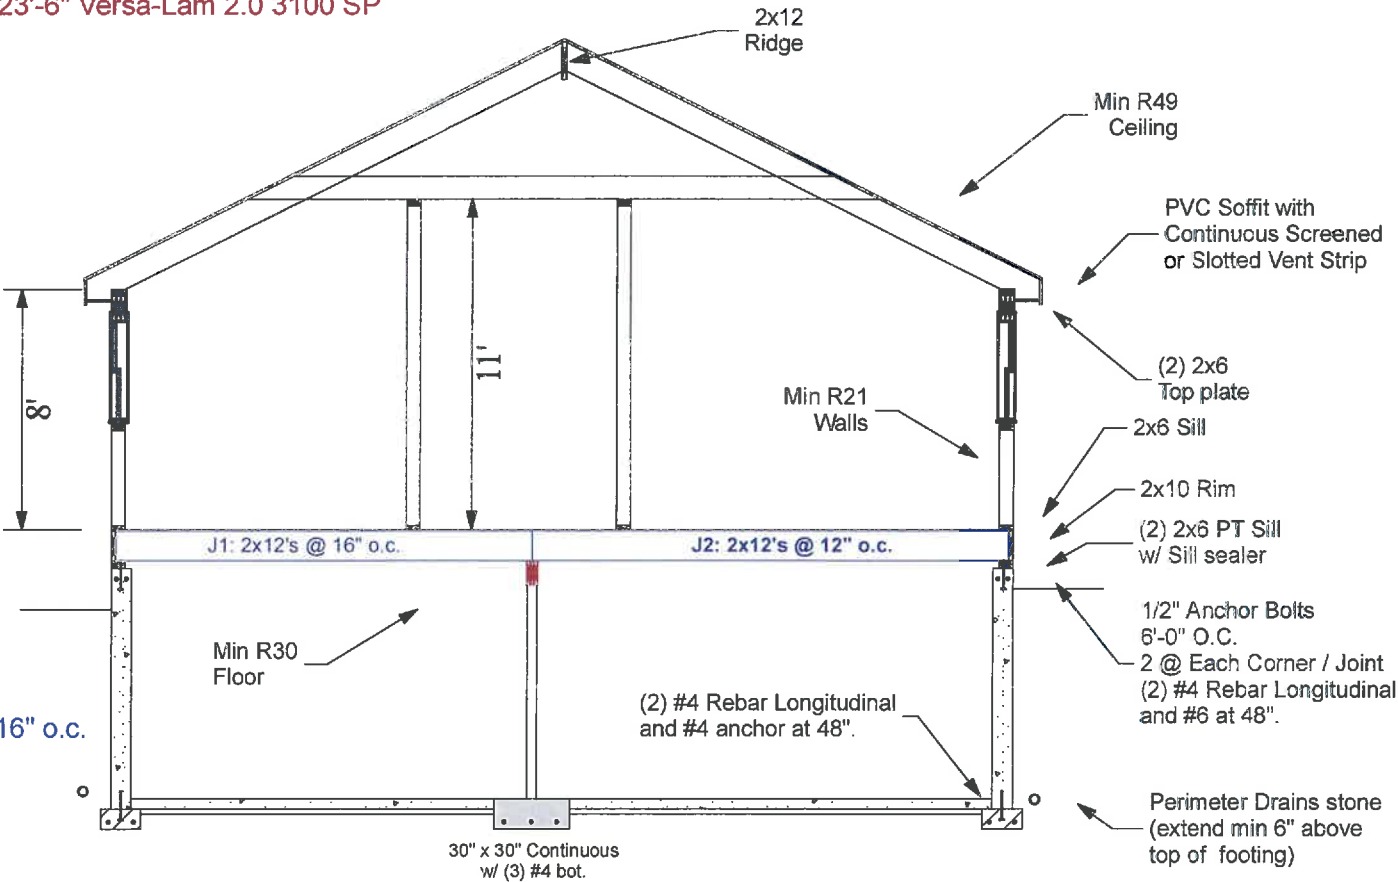 23'-6" Versa-Lam 2.0 3100 SP
2x12
Ridge
Min R49
Ceiling
PVC Soffit with
Continuous Screened
or Slotted Vent Strip
(2) 2x6
Top plate
8'
11'
Min R21
Walls
2x6 Sill
2x10 Rim
(2) 2x6 PT Sill
w/ Sill sealer
J1: 2x12's @ 16" o.c.
J2: 2x12's @ 12" o.c.
1/2" Anchor Bolts
6'-0" O.C.
2 @ Each Corner / Joint
(2) #4 Rebar Longitudinal
and #6 at 48".
Min R30
Floor
(2) #4 Rebar Longitudinal
and #4 anchor at 48".
16" o.c.
Perimeter Drains stone
(extend min 6" above
top of footing)
30" x 30" Continuous
w/ (3) #4 bot.